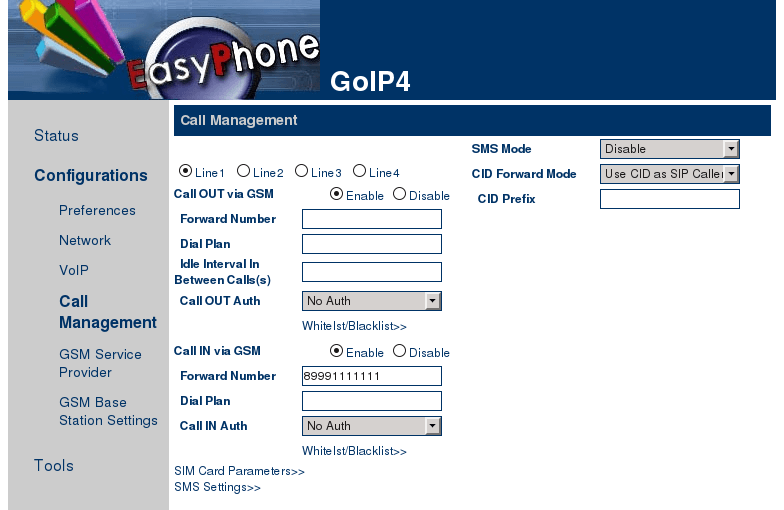 EasyPhone
GoIP4
Status
Configurations
Preferences
Network
VoIP
Call
Management
GSM Service
Provider
GSM Base
Station Settings
Tools
Call Management
Line1 Line2 Line3 Line4
Call OUT via GSM Enable Disable
Forward Number
Dial Plan
Idle Interval In
Between Calls(s)
Call OUT Auth No Auth
Whitelst/Blacklist>>
Call IN via GSM Enable Disable
Forward Number 89991111111
Dial Plan
Call IN Auth No Auth
Whitelst/Blacklist>>
SIM Card Parameters>>
SMS Settings>>
SMS Mode Disable
CID Forward Mode Use CID as SIP Caller
CID Prefix